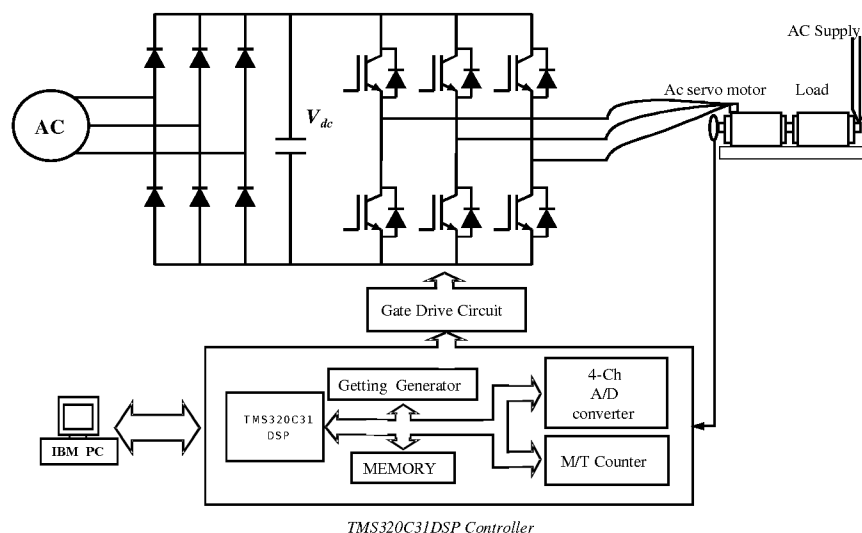 AC Supply
Ac servo motor
Load
AC
Vdc
Gate Drive Circuit
Getting Generator
4-Ch
A/D
converter
TMS320C31
DSP
IBM PC
MEMORY
M/T Counter
TMS320C31DSP Controller